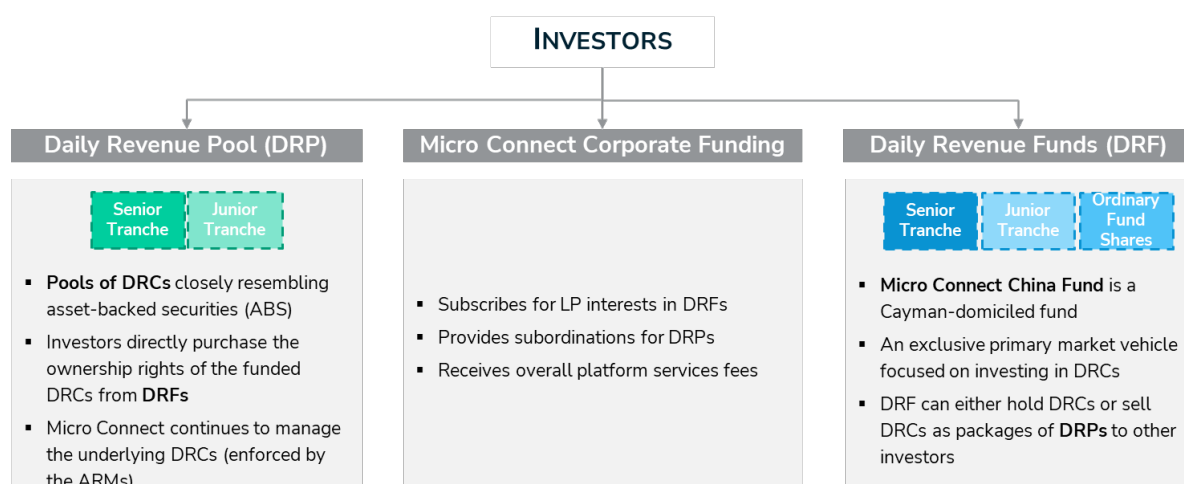 INVESTORS
Daily Revenue Pool (DRP)
Senior
Tranche
Junior
Tranche
▪ Pools of DRCs closely resembling
asset-backed securities (ABS)
▪ Investors directly purchase the
ownership rights of the funded
DRCs from DRFs
▪ Micro Connect continues to manage
the underlying DRCs (enforced by
the ARMs)
Micro Connect Corporate Funding
▪ Subscribes for LP interests in DRFs
▪ Provides subordinations for DRPs
▪ Receives overall platform services fees
Daily Revenue Funds (DRF)
Senior
Tranche
Junior
Tranche
Ordinary
Fund
Shares
▪ Micro Connect China Fund is a
Cayman-domiciled fund
▪ An exclusive primary market vehicle
focused on investing in DRCs
▪ DRF can either hold DRCs or sell
DRCs as packages of DRPs to other
investors